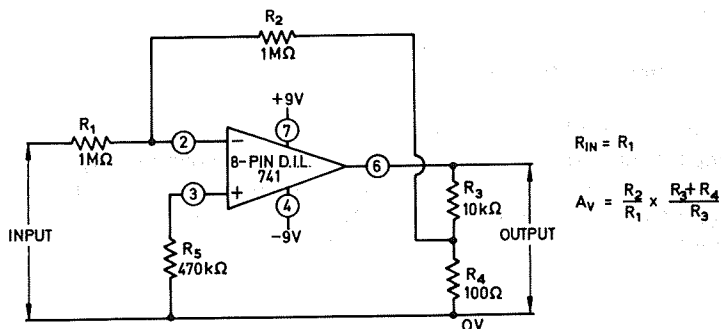 R2
1MΩ
+9V
R1
1MΩ
2
−
7
8-PIN D.I.L.
741
6
3
+
4
−9V
R3
10kΩ
INPUT
OUTPUT
R5
470kΩ
R4
100Ω
0V
RIN = R1
AV = R2/R1 × R3+R4/R3